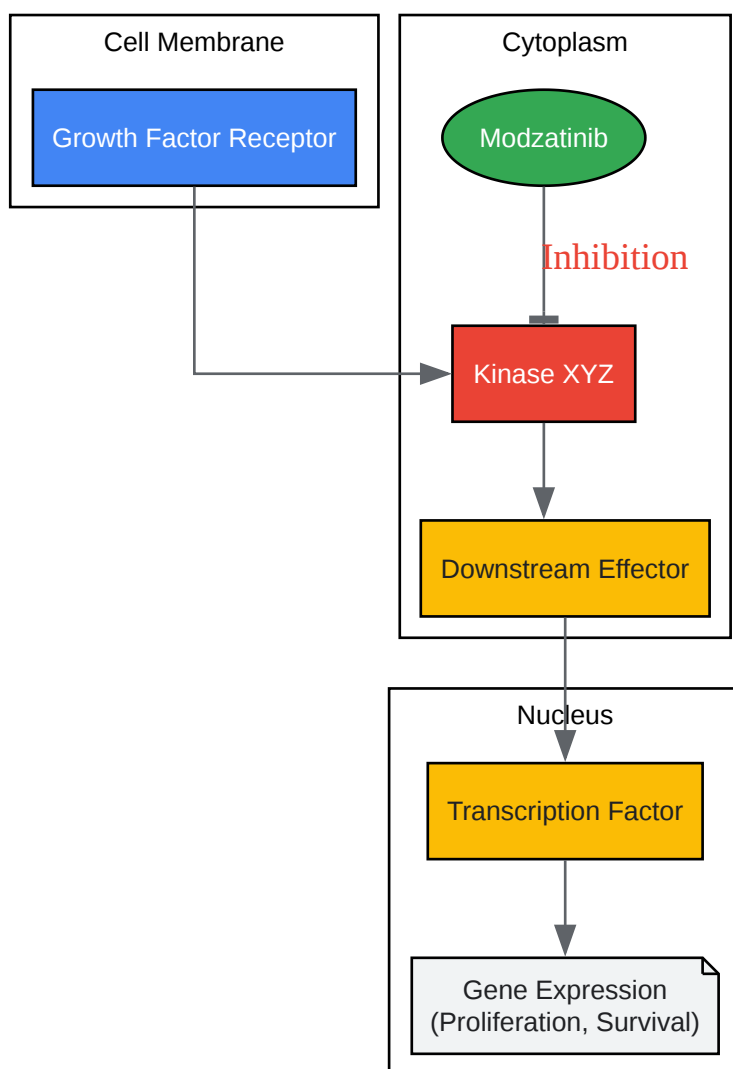 Cell Membrane
Growth Factor Receptor
Cytoplasm
Modzatinib
Inhibition
Kinase XYZ
Downstream Effector
Nucleus
Transcription Factor
Gene Expression
(Proliferation, Survival)